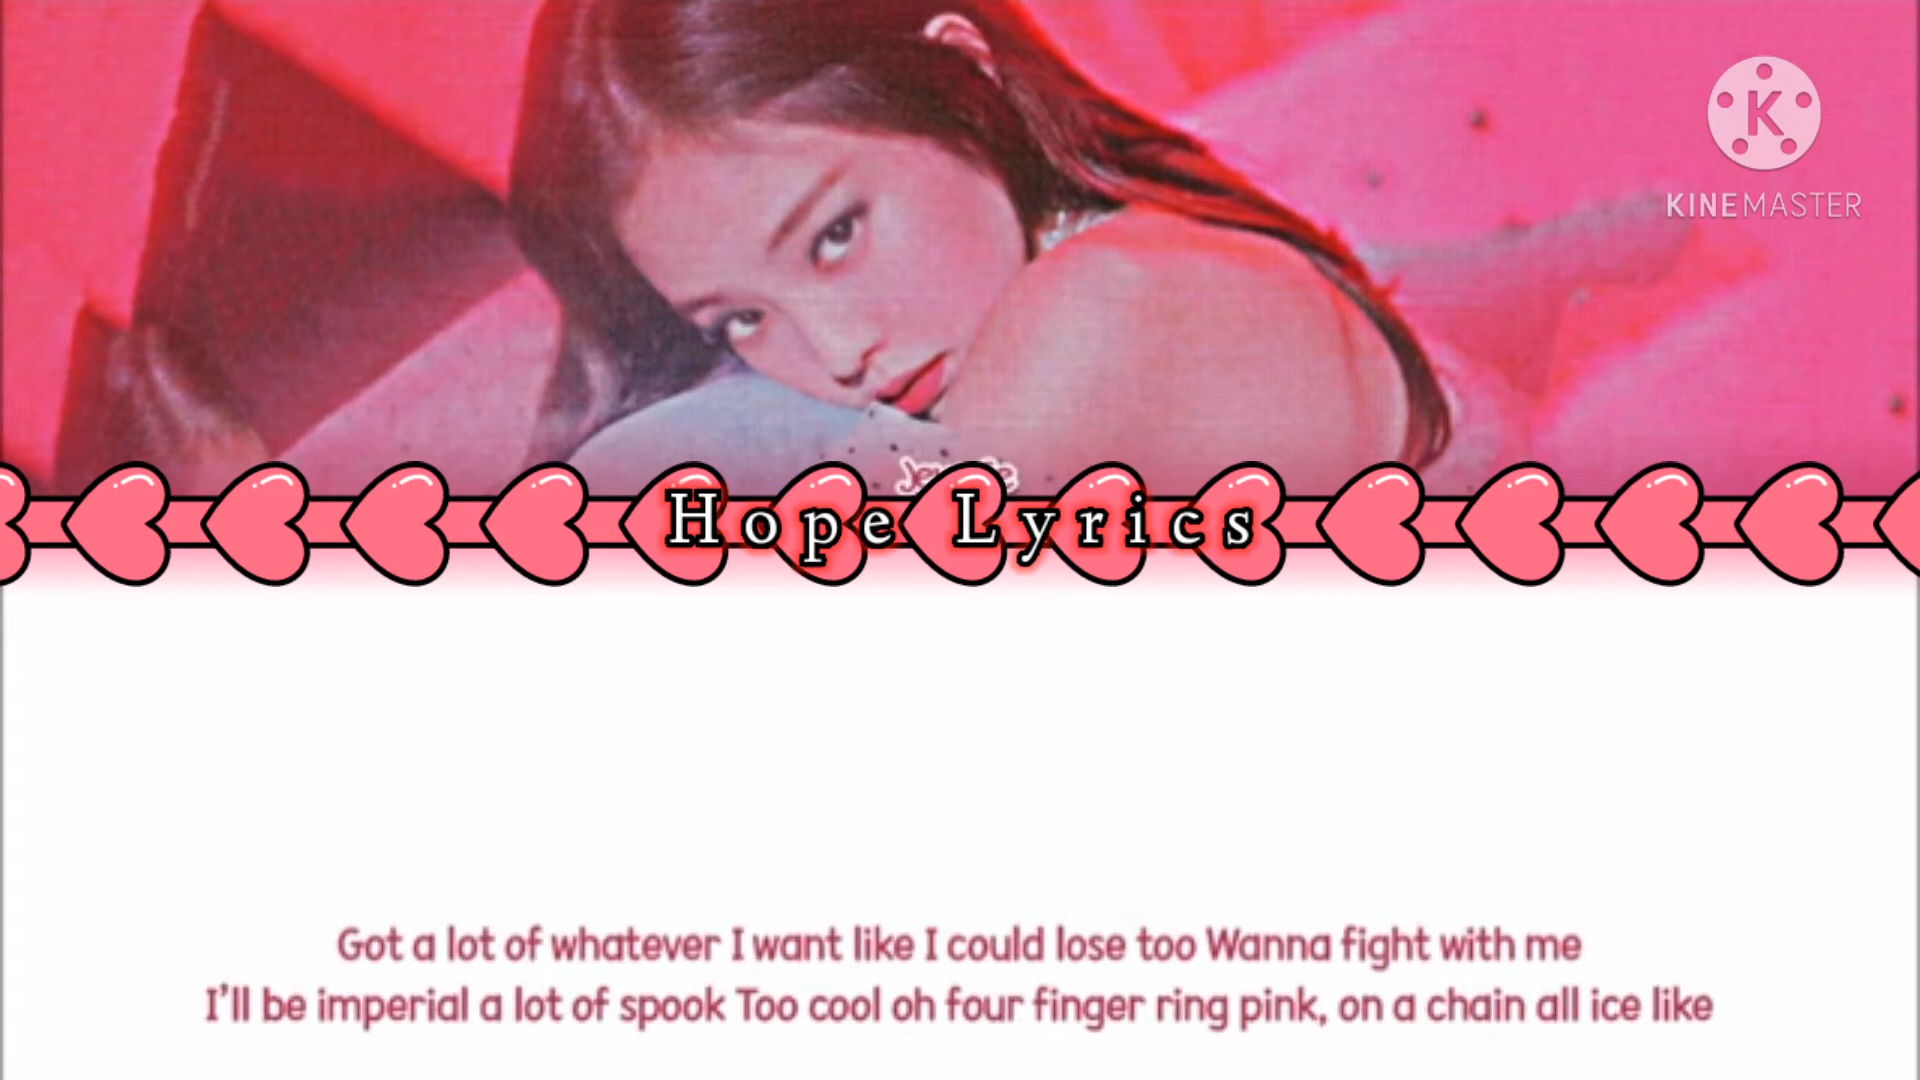 K
KINEMASTER
Hope Lyrics
Got a lot of whatever I want like I could lose too Wanna fight with me
I'll be imperial a lot of spook Too cool oh four finger ring pink, on a chain all ice like